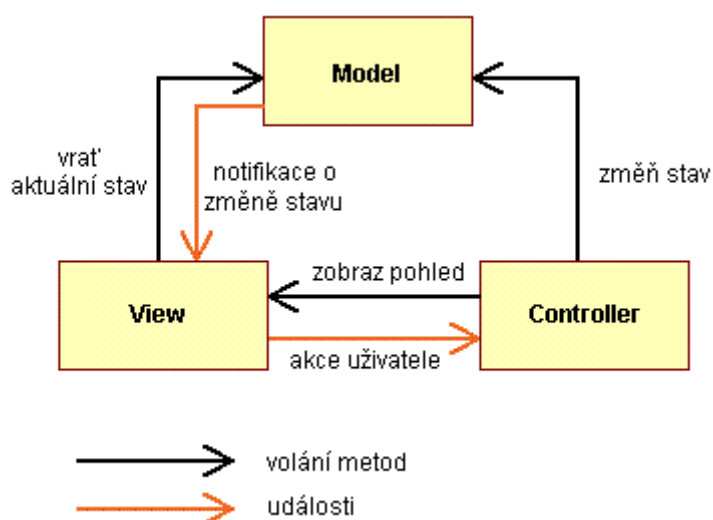 Model
vrať
aktuální stav
notifikace o
změně stavu
změň stav
zobraz pohled
View
Controller
akce uživatele
volání metod
události